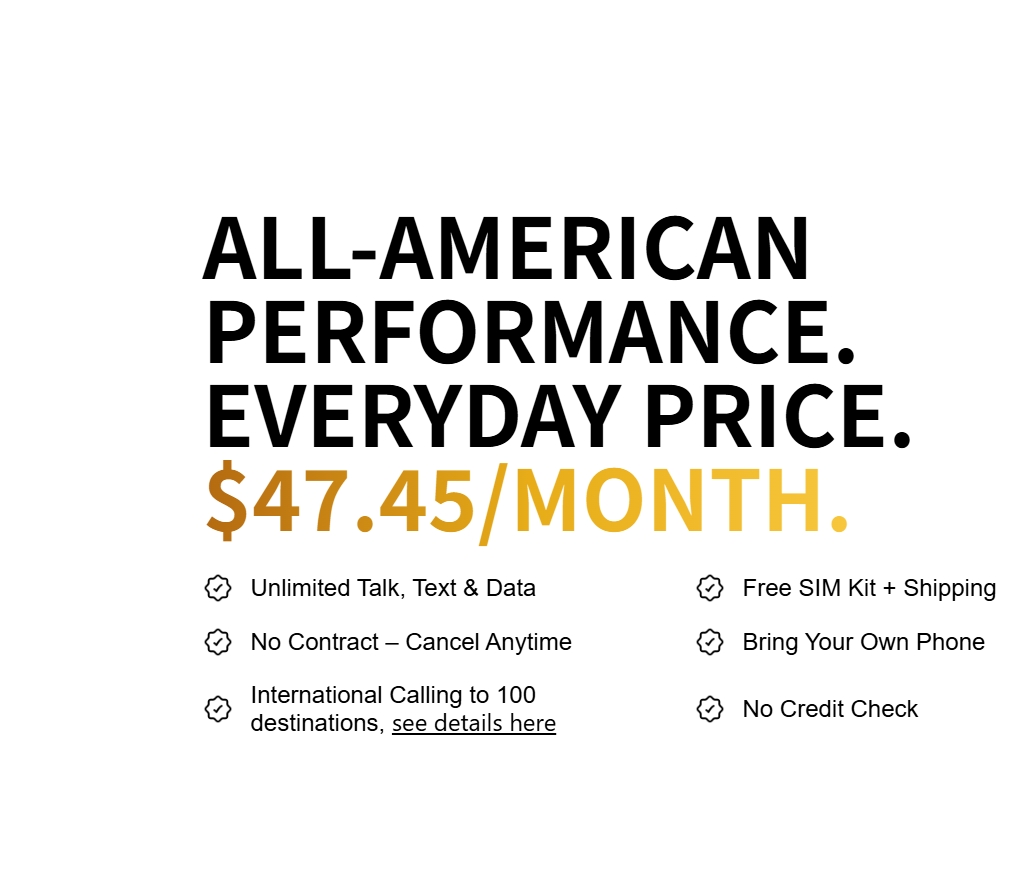 ALL-AMERICAN
PERFORMANCE.
EVERYDAY PRICE.
$47.45/MONTH.
Unlimited Talk, Text & Data
Free SIM Kit + Shipping
No Contract – Cancel Anytime
Bring Your Own Phone
International Calling to 100
destinations, see details here
No Credit Check